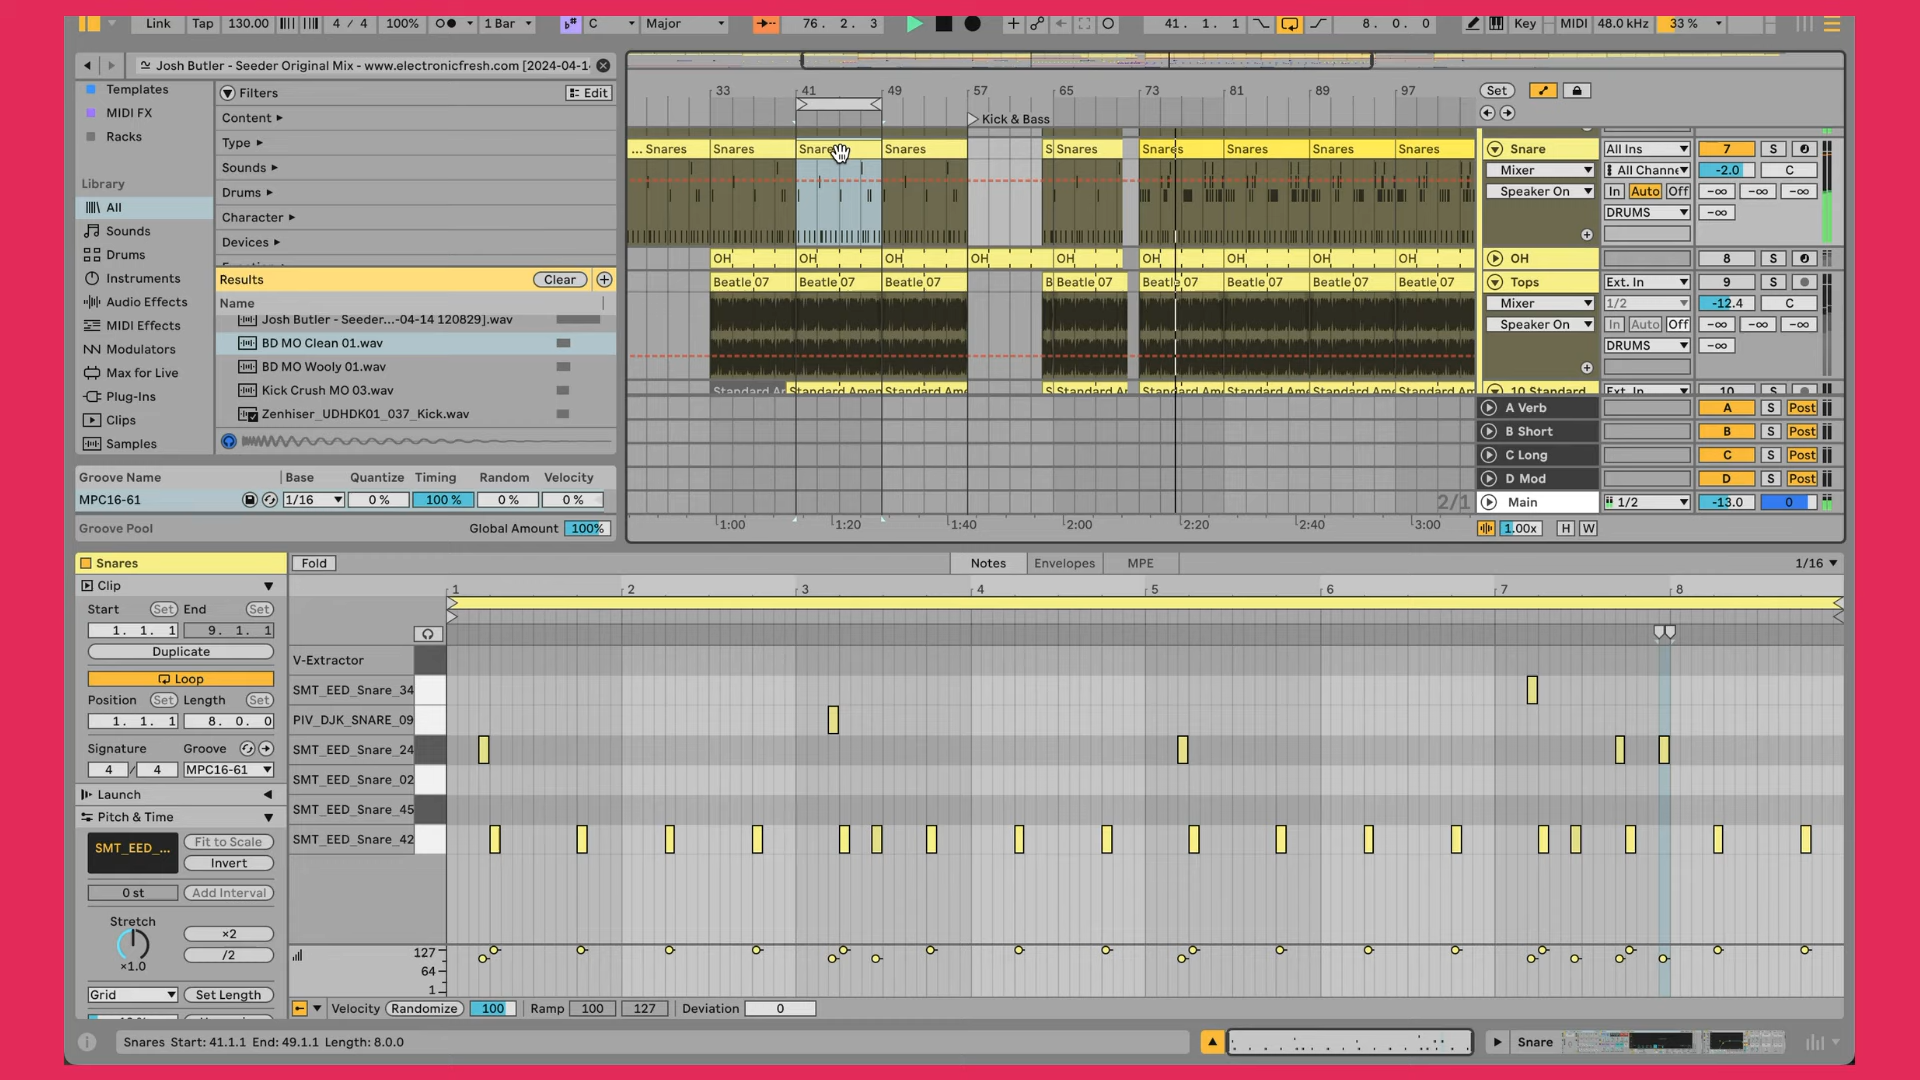 Link Tap 130.00 4 / 4 100% 1 Bar C Major 76. 2. 3 41. 1. 1 8. 0. 0 Key MIDI 48.0 kHz 33 %
Josh Butler - Seeder Original Mix - www.electronicfresh.com [2024-04-1
Templates
MIDI FX
Racks
Library
All
Sounds
Drums
Instruments
Audio Effects
MIDI Effects
Modulators
Max for Live
Plug-Ins
Clips
Samples
Filters Edit
Content
Type
Sounds
Drums
Character
Devices
Results Clear
Name
Josh Butler - Seeder...-04-14 120829].wav
BD MO Clean 01.wav
BD MO Wooly 01.wav
Kick Crush MO 03.wav
Zenhiser_UDHDK01_037_Kick.wav
Groove Name Base Quantize Timing Random Velocity
MPC16-61 1/16 0 % 100 % 0 % 0 %
Groove Pool Global Amount 100%
33 41 49 57 65 73 81 89 97 Set
Kick & Bass
... Snares Snares Snares Snares S Snares Snares Snares Snares Snares
OH OH OH OH OH OH OH OH OH
Beatle 07 Beatle 07 Beatle 07 B Beatle 07 Beatle 07 Beatle 07 Beatle 07 Beatle 07
Standard Ar Standard Amer Standard Amer Standard Ame Standard Ame Standard Ame Standard Ame Standard Ame
2/1
1:00 1:20 1:40 2:00 2:20 2:40 3:00
Snare All Ins 7 S
Mixer All Channe -2.0 C
Speaker On In Auto Off -∞ -∞ -∞
DRUMS -∞
OH 8 S
Tops Ext. In 9 S
Mixer 1/2 -12.4 C
Speaker On In Auto Off -∞ -∞ -∞
DRUMS -∞
10 Standard Ext. In 10 S
A Verb A S Post
B Short B S Post
C Long C S Post
D Mod D S Post
Main 1/2 -13.0 0
1.00x H W
Snares
Clip
Start Set End Set
1. 1. 1 9. 1. 1
Duplicate
Loop
Position Set Length Set
1. 1. 1 8. 0. 0
Signature Groove
4 / 4 MPC16-61
Launch
Pitch & Time
SMT_EED_... Fit to Scale
Invert
0 st Add Interval
Stretch
×2
/2
×1.0
Grid Set Length
Fold Notes Envelopes MPE 1/16
1 2 3 4 5 6 7 8
V-Extractor
SMT_EED_Snare_34
PIV_DJK_SNARE_09
SMT_EED_Snare_24
SMT_EED_Snare_02
SMT_EED_Snare_45
SMT_EED_Snare_42
127
64
1
Velocity Randomize 100 Ramp 100 127 Deviation 0
Snares Start: 41.1.1 End: 49.1.1 Length: 8.0.0 Snare